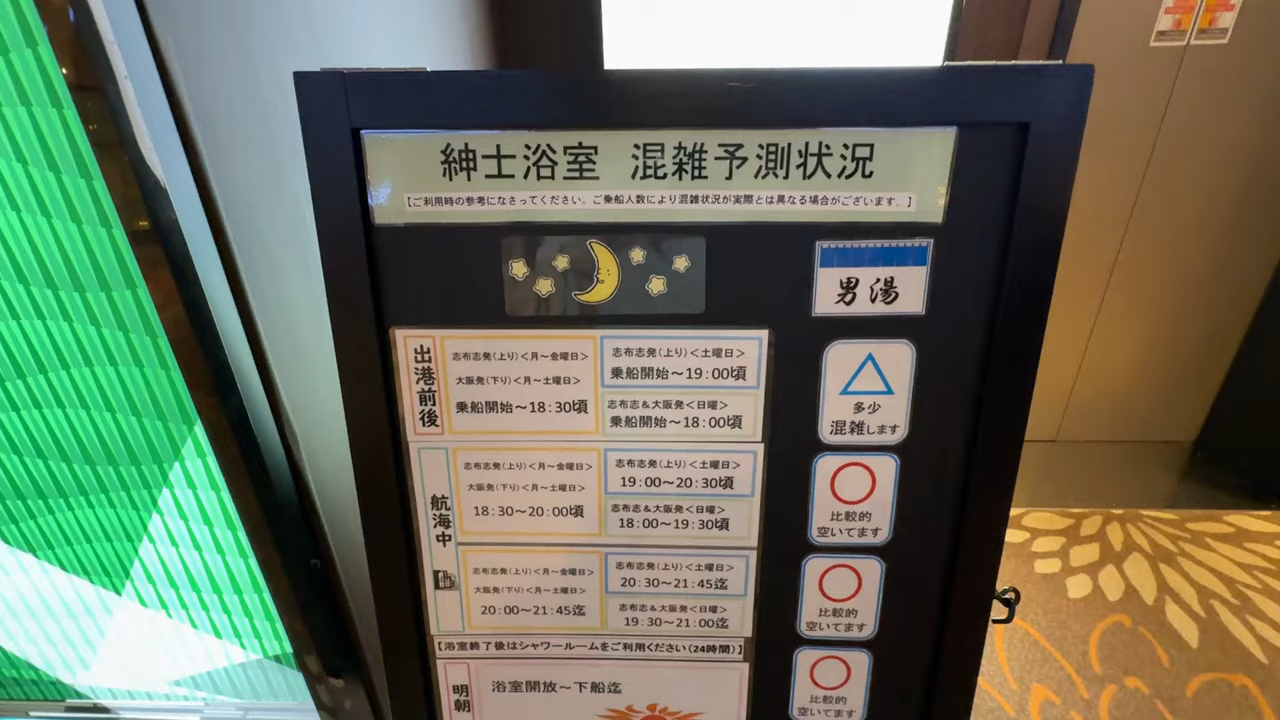 紳士浴室 混雑予測状況
【ご利用時の参考になさってください。ご乗船人数により混雑状況が実際とは異なる場合がございます。】
男湯
出港前後
志布志発(上り)<月~金曜日>
大阪発(下り)<月~土曜日>
乗船開始~18:30頃
志布志発(上り)<土曜日>
乗船開始~19:00頃
志布志&大阪発<日曜>
乗船開始~18:00頃
多少
混雑します
航海中
志布志発(上り)<月~金曜日>
大阪発(下り)<月~土曜日>
18:30~20:00頃
志布志発(上り)<土曜日>
19:00~20:30頃
志布志&大阪発<日曜>
18:00~19:30頃
比較的
空いてます
志布志発(上り)<月~金曜日>
大阪発(下り)<月~土曜日>
20:00~21:45迄
志布志発(上り)<土曜日>
20:30~21:45迄
志布志&大阪発<日曜>
19:30~21:00迄
比較的
空いてます
【浴室終了後はシャワールームをご利用ください(24時間)】
明朝
浴室開放~下船迄
比較的
空いてます